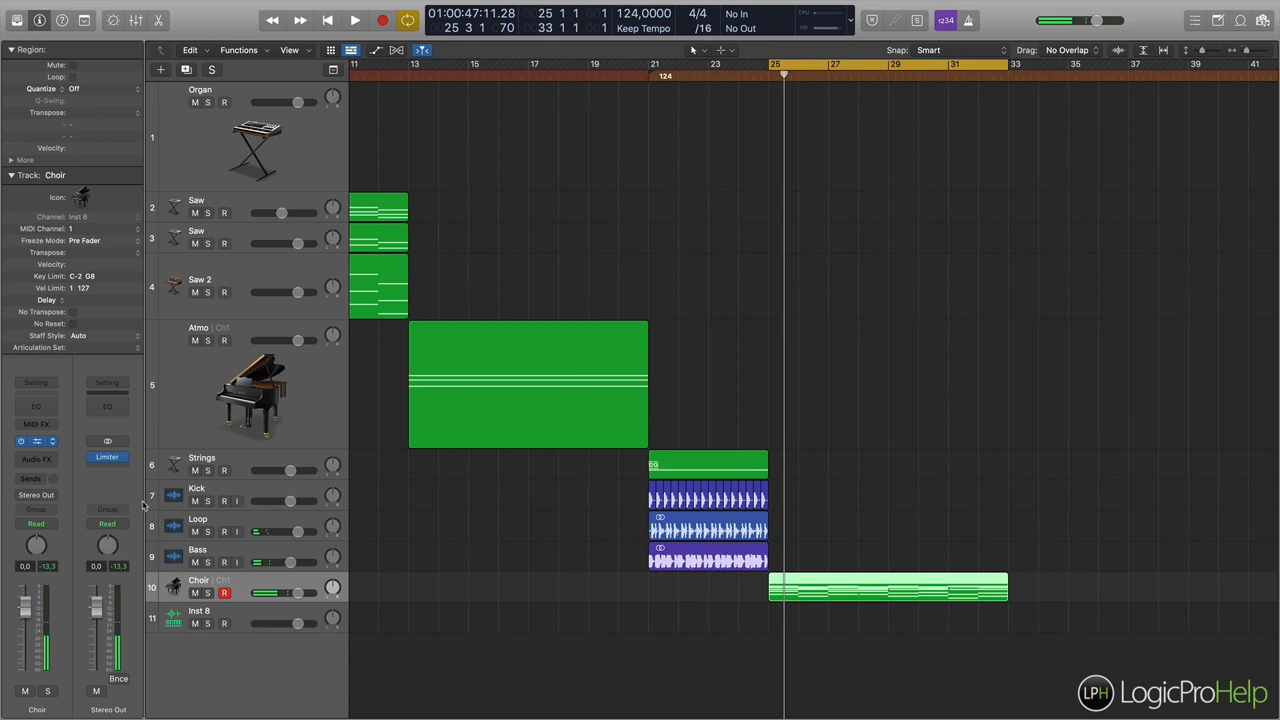 01:00:47:11.28 25 1 1 1 124,0000 4/4 No In CPU
25 3 1 70 33 1 1 1 Keep Tempo /16 No Out HD
1234
Region:
Edit Functions View Snap: Smart Drag: No Overlap
Mute:
Loop:
Quantize Off
Q-Swing:
Transpose:
Velocity:
More
11 13 15 17 19 21 23 25 27 29 31 33 35 37 39 41
124
S
Track: Choir
Icon:
Channel: Inst 6
MIDI Channel: 1
Freeze Mode: Pre Fader
Transpose:
Velocity:
Key Limit: C-2 G8
Vel Limit: 1 127
Delay
No Transpose:
No Reset:
Staff Style: Auto
Articulation Set:
Setting Setting
EQ EQ
MIDI FX
Audio FX Limiter
Sends
Stereo Out
Group Group
Read Read
0,0 -13,3 0,0 -13,3
Bnce
M S M
Choir Stereo Out
1 Organ
M S R
2 Saw
M S R
3 Saw
M S R
4 Saw 2
M S R
5 Atmo | Ch1
M S R
6 Strings
M S R
7 Kick
M S R I
8 Loop
M S R I
9 Bass
M S R I
10 Choir | Ch1
M S R
11 Inst 8
M S R
LPH LogicProHelp